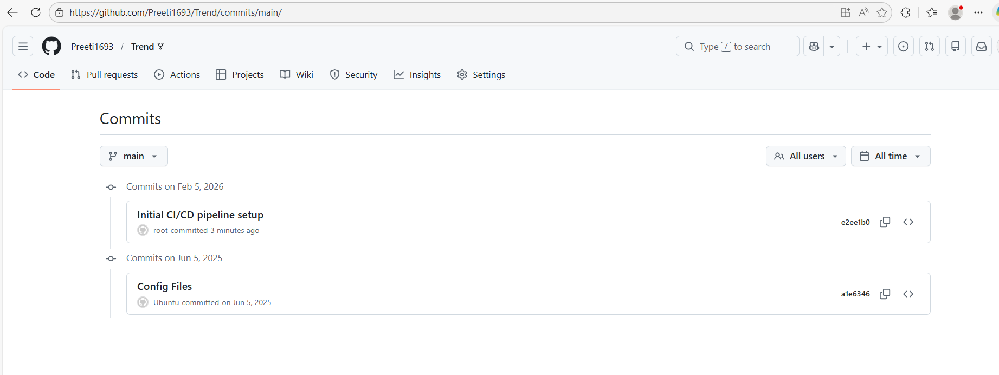 https://github.com/Preeti1693/Trend/commits/main/
Preeti1693 / Trend
Type / to search
Code Pull requests Actions Projects Wiki Security Insights Settings
Commits
main
All users All time
Commits on Feb 5, 2026
Initial CI/CD pipeline setup
root committed 3 minutes ago
e2ee1b0
Commits on Jun 5, 2025
Config Files
Ubuntu committed on Jun 5, 2025
a1e6346